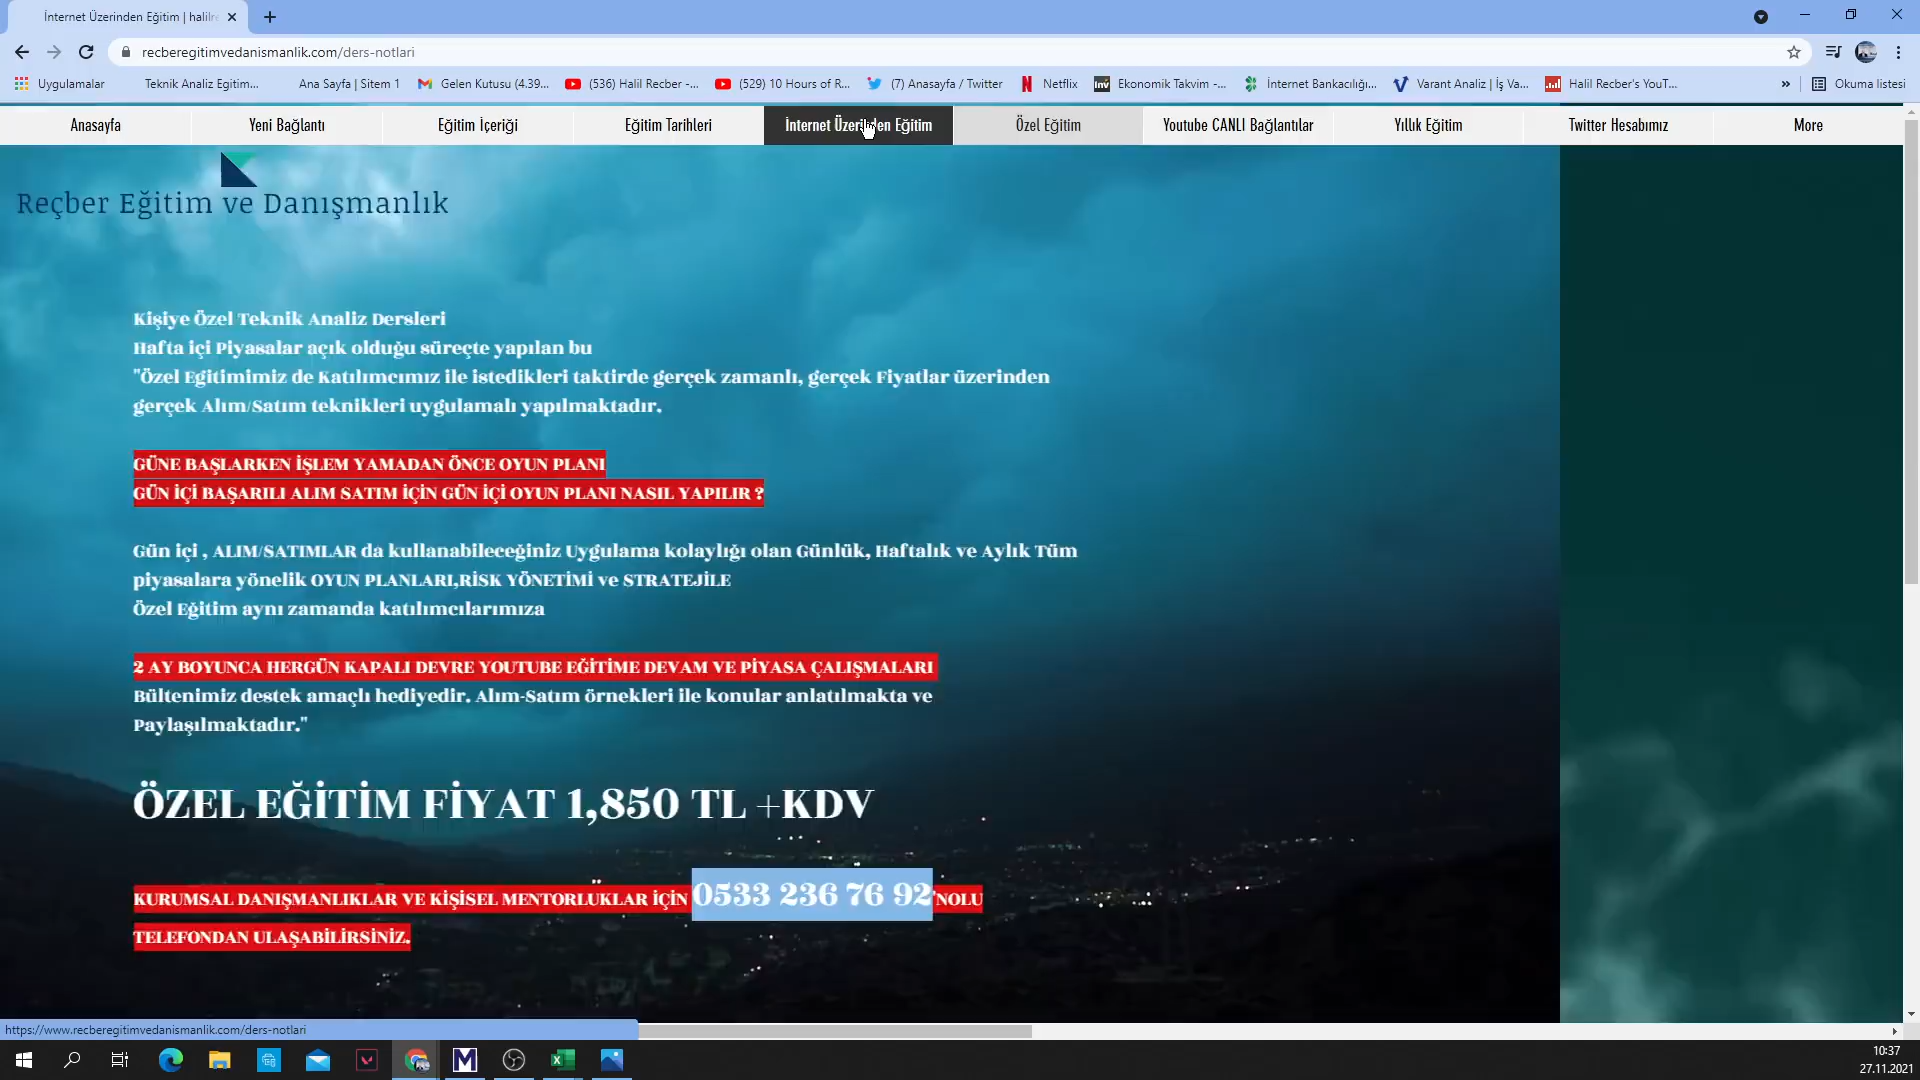 İnternet Üzerinden Eğitim | halilre
recberegitimvedanismanlik.com/ders-notlari
Uygulamalar
Teknik Analiz Egitim...
Ana Sayfa | Sitem 1
Gelen Kutusu (4.39...
(536) Halil Recber -...
(529) 10 Hours of R...
(7) Anasayfa / Twitter
Netflix
inv
Ekonomik Takvim -...
İnternet Bankacılığı...
Varant Analiz | İş Va...
Halil Recber's YouT...
»
Okuma listesi
Anasayfa
Yeni Bağlantı
Eğitim İçeriği
Eğitim Tarihleri
İnternet Üzerinden Eğitim
Özel Eğitim
Youtube CANLI Bağlantılar
Yıllık Eğitim
Twitter Hesabımız
More
Reçber Eğitim ve Danışmanlık
Kişiye Özel Teknik Analiz Dersleri
Hafta içi Piyasalar açık olduğu süreçte yapılan bu
"Özel Egitimimiz de Katılımcımız ile istedikleri taktirde gerçek zamanlı, gerçek Fiyatlar üzerinden
gerçek Alım/Satım teknikleri uygulamalı yapılmaktadır.
GÜNE BAŞLARKEN İŞLEM YAMADAN ÖNCE OYUN PLANI
GÜN İÇİ BAŞARILI ALIM SATIM İÇİN GÜN İÇİ OYUN PLANI NASIL YAPILIR ?
Gün içi , ALIM/SATIMLAR da kullanabileceğiniz Uygulama kolaylığı olan Günlük, Haftalık ve Aylık Tüm
piyasalara yönelik OYUN PLANLARI,RİSK YÖNETİMİ ve STRATEJİLE
Özel Eğitim aynı zamanda katılımcılarımıza
2 AY BOYUNCA HERGÜN KAPALI DEVRE YOUTUBE EĞİTİME DEVAM VE PİYASA ÇALIŞMALARI
Bültenimiz destek amaçlı hediyedir. Alım-Satım örnekleri ile konular anlatılmakta ve
Paylaşılmaktadır."
ÖZEL EĞİTİM FİYAT 1,850 TL +KDV
KURUMSAL DANIŞMANLIKLAR VE KİŞİSEL MENTORLÜKLAR İÇİN 0533 236 76 92'NOLU
TELEFONDAN ULAŞABİLİRSİNİZ.
https://www.recberegitimvedanismanlik.com/ders-notlari
10:37
27.11.2021